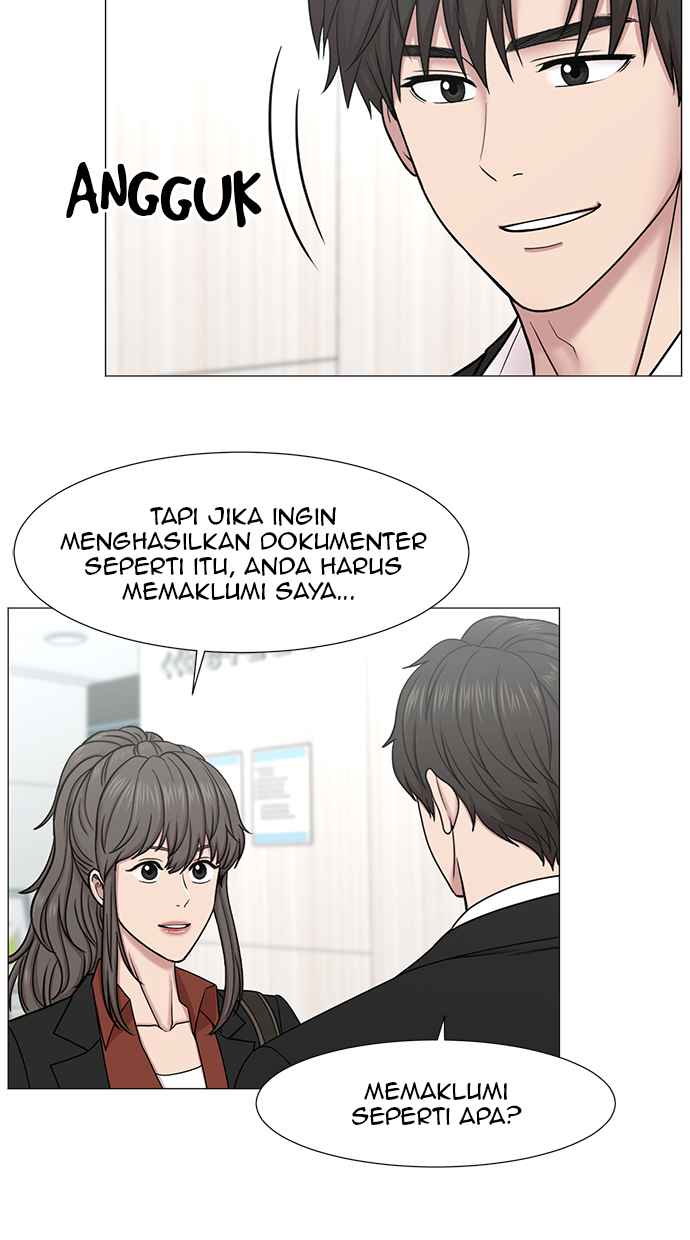 ANGGUK
TAPI JIKA INGIN
MENGHASILKAN DOKUMENTER
SEPERTI ITU, ANDA HARUS
MEMAKLUMI SAYA...
MEMAKLUMI
SEPERTI APA?